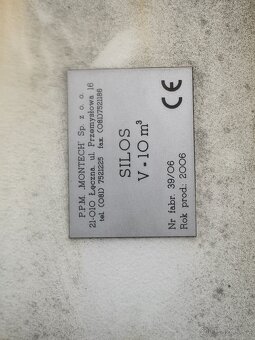 P.P.M. „MONTECH" Sp. z o. o.
21-010 Łęczna, ul. Przemysłowa 16
tel. (081) 7521225 fax (081)7521186
SILOS
V - 10 m³
Nr fabr. 39/06
Rok prod.: 2006
CE